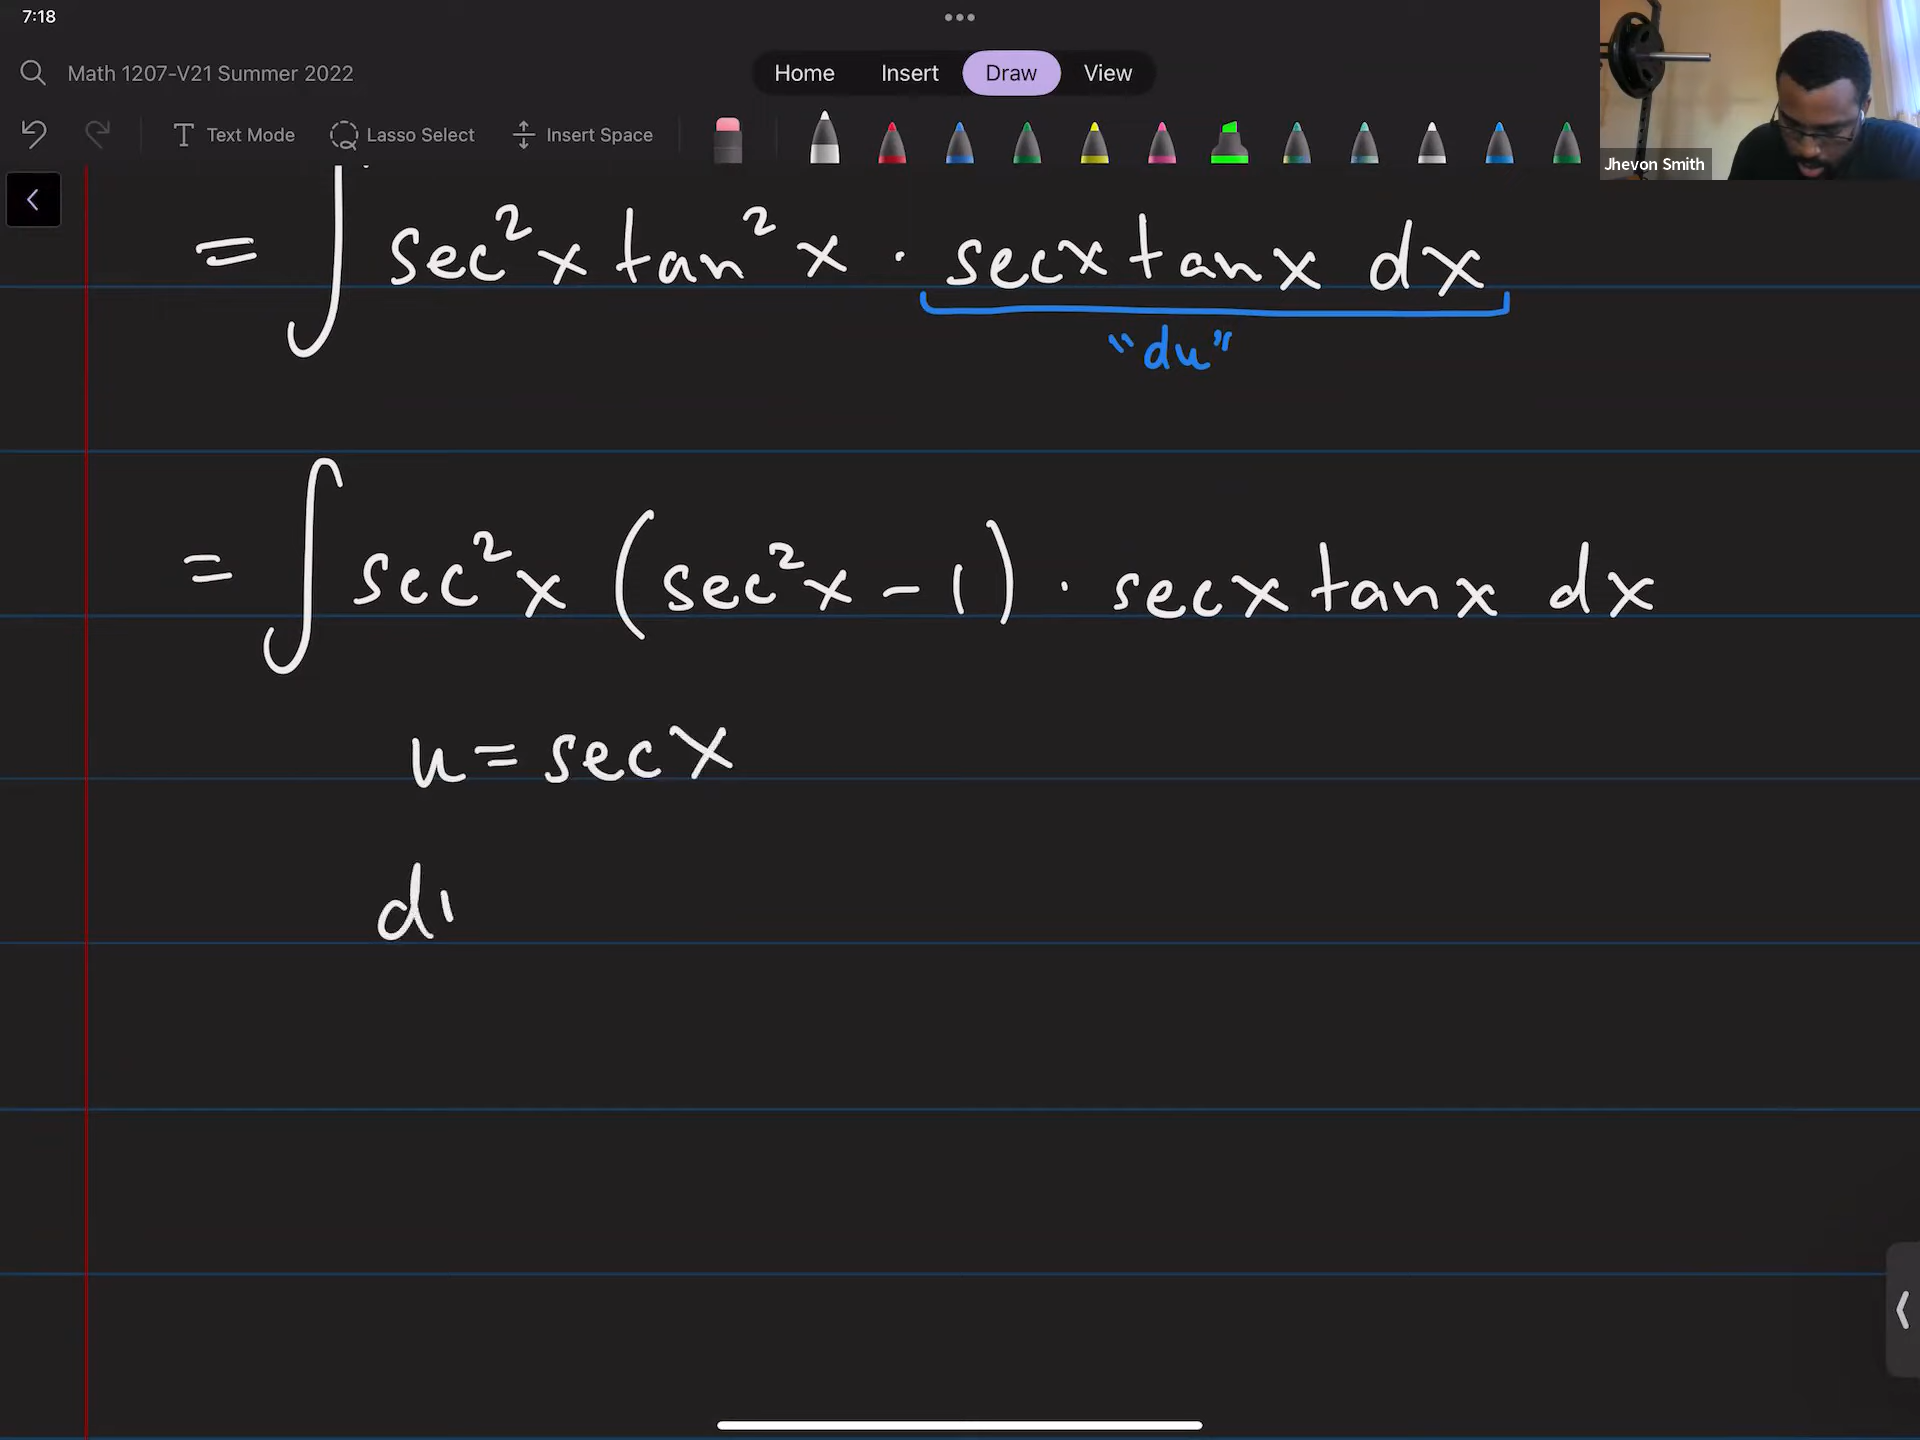 7:18
Math 1207-V21 Summer 2022
Home Insert Draw View
Text Mode Lasso Select Insert Space
Jhevon Smith
= ∫ sec²x tan²x · secx tanx dx
"du"
= ∫ sec²x (sec²x − 1) · secx tanx dx
u = secx
dı